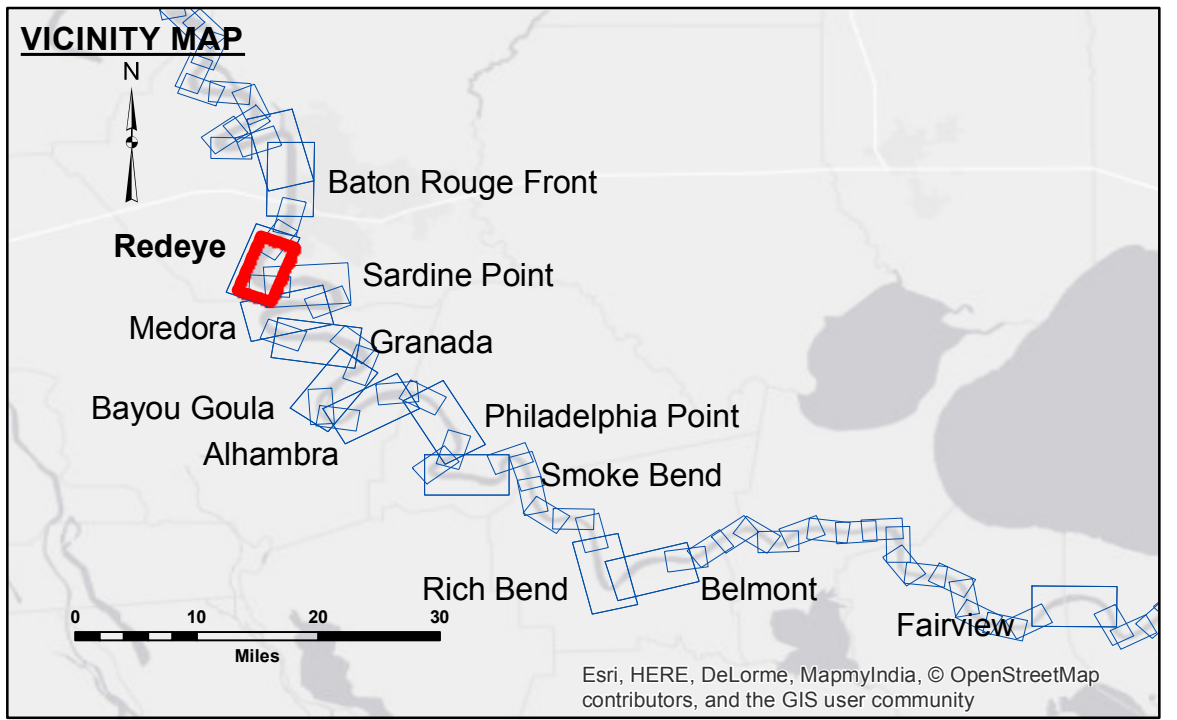 VICINITY MAP
N
Baton Rouge Front
Redeye
Sardine Point
Medora
Granada
Bayou Goula
Philadelphia Point
Alhambra
Smoke Bend
Rich Bend
Belmont
Fairview
0 10 20 30
Miles
Esri, HERE, DeLorme, MapmyIndia, © OpenStreetMap
contributors, and the GIS user community